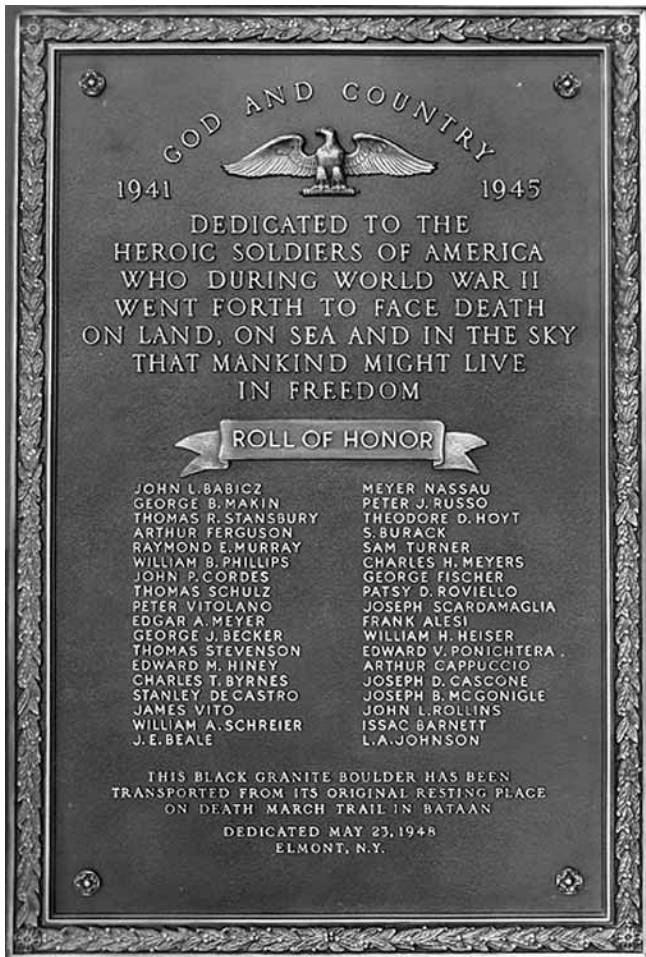 GOD AND COUNTRY
1941 1945
DEDICATED TO THE
HEROIC SOLDIERS OF AMERICA
WHO DURING WORLD WAR II
WENT FORTH TO FACE DEATH
ON LAND, ON SEA AND IN THE SKY
THAT MANKIND MIGHT LIVE
IN FREEDOM
ROLL OF HONOR
JOHN L. BABICZ
GEORGE B. MAKIN
THOMAS R. STANSBURY
ARTHUR FERGUSON
RAYMOND E. MURRAY
WILLIAM B. PHILLIPS
JOHN P. CORDES
THOMAS SCHULZ
PETER VITOLANO
EDGAR A. MEYER
GEORGE J. BECKER
THOMAS STEVENSON
EDWARD M. HINEY
CHARLES T. BYRNES
STANLEY DE CASTRO
JAMES VITO
WILLIAM A. SCHREIER
J. E. BEALE
MEYER NASSAU
PETER J. RUSSO
THEODORE D. HOYT
S. BURACK
SAM TURNER
CHARLES H. MEYERS
GEORGE FISCHER
PATSY D. ROVIELLO
JOSEPH SCARDAMAGLIA
FRANK ALESI
WILLIAM H. HEISER
EDWARD V. PONICHTERA.
ARTHUR CAPPUCCIO
JOSEPH D. CASCONE
JOSEPH B. MCGONIGLE
JOHN L. ROLLINS
ISSAC BARNETT
L.A. JOHNSON
THIS BLACK GRANITE BOULDER HAS BEEN
TRANSPORTED FROM ITS ORIGINAL RESTING PLACE
ON DEATH MARCH TRAIL IN BATAAN
DEDICATED MAY 23, 1948
ELMONT, N.Y.